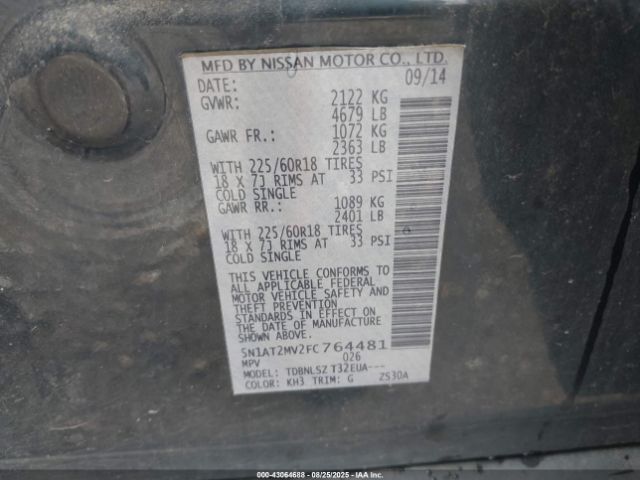 MFD BY NISSAN MOTOR CO., LTD.
DATE: 09/14
GVWR: 2122 KG
4679 LB
GAWR FR.: 1072 KG
2363 LB
WITH 225/60R18 TIRES
18 X 7J RIMS AT 33 PSI
COLD SINGLE
GAWR RR.: 1089 KG
2401 LB
WITH 225/60R18 TIRES
18 X 7J RIMS AT 33 PSI
COLD SINGLE
THIS VEHICLE CONFORMS TO
ALL APPLICABLE FEDERAL
MOTOR VEHICLE SAFETY AND
THEFT PREVENTION
STANDARDS IN EFFECT ON
THE DATE OF MANUFACTURE
SHOWN ABOVE.
5N1AT2MV2FC764481
MPV 026
MODEL: TDBNLSZ T32EUA---
COLOR: KH3 TRIM: G ZS30A
000-43064688 - 08/25/2025 - COPYRIGHT IAA, LLC.